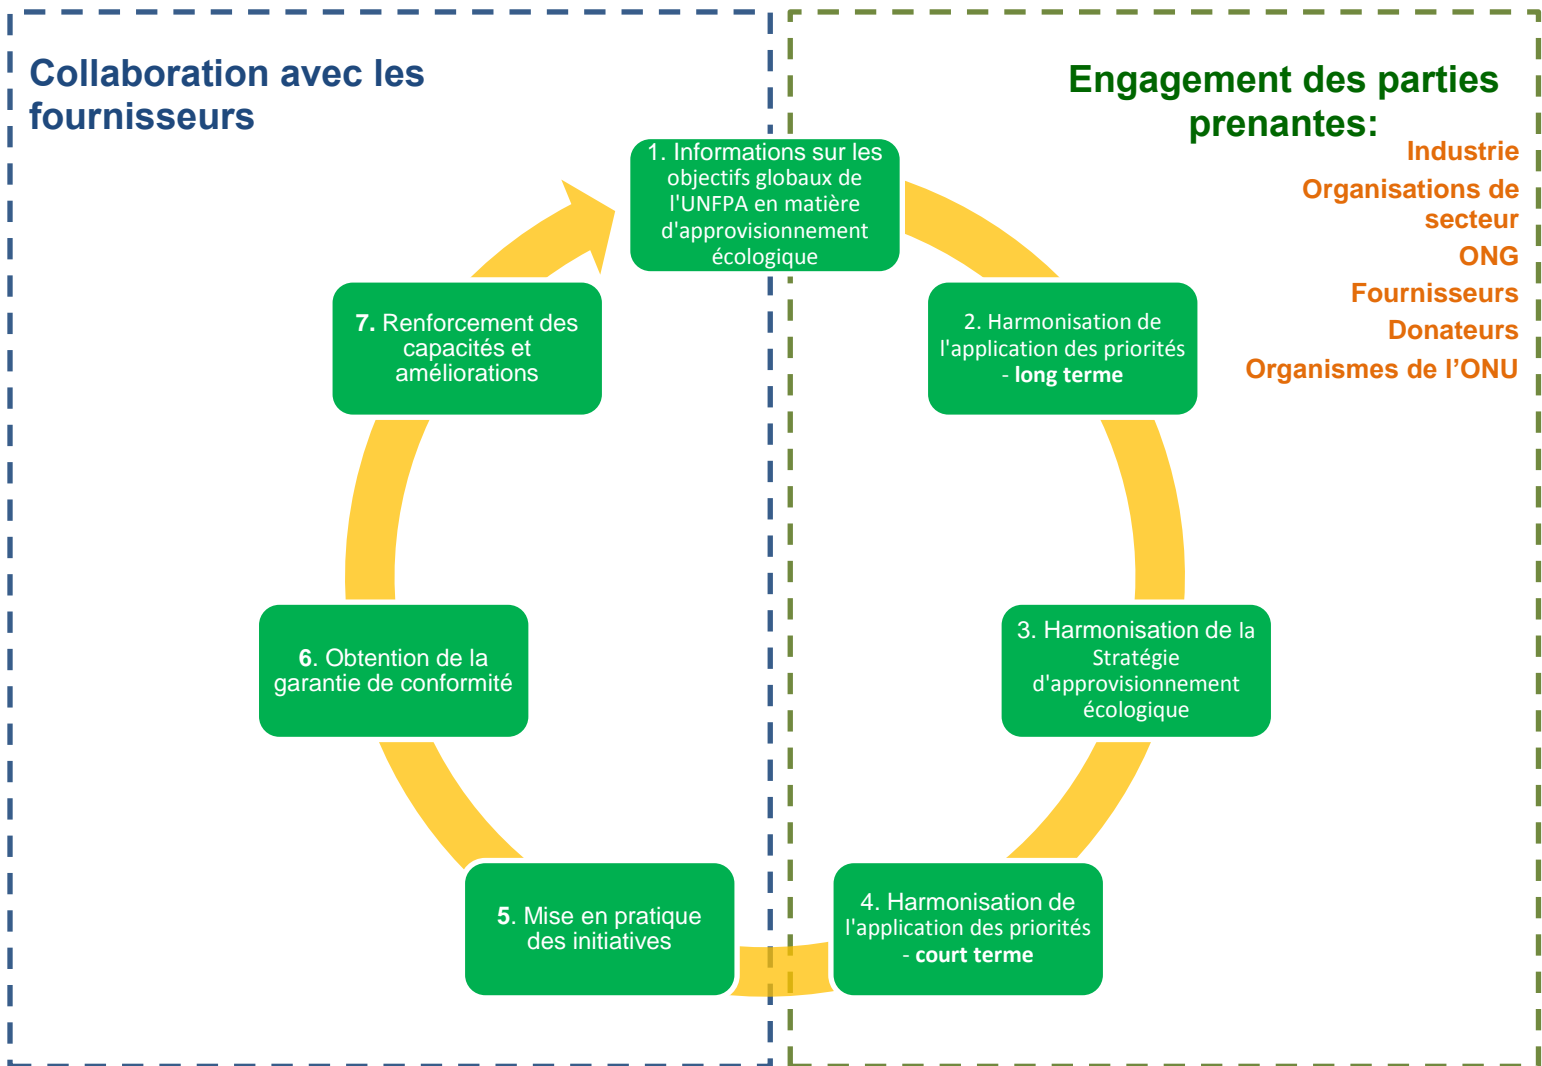 Collaboration avec les
fournisseurs
Engagement des parties
prenantes:
Industrie
Organisations de
secteur
ONG
Fournisseurs
Donateurs
Organismes de l’ONU
1. Informations sur les
objectifs globaux de
l'UNFPA en matière
d'approvisionnement
écologique
2. Harmonisation de
l'application des priorités
- long terme
3. Harmonisation de la
Stratégie
d'approvisionnement
écologique
4. Harmonisation de
l'application des priorités
- court terme
5. Mise en pratique
des initiatives
6. Obtention de la
garantie de conformité
7. Renforcement des
capacités et
améliorations